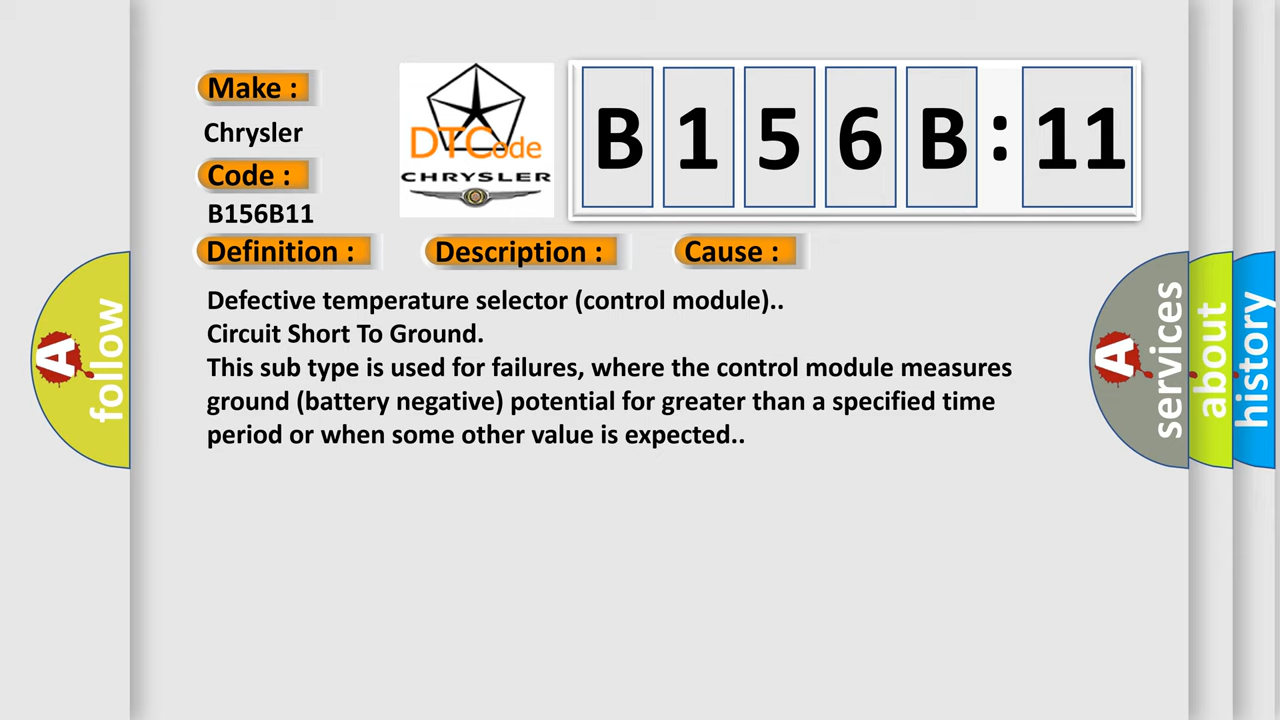 Make :
Chrysler
Code :
B156B11
DTCode
CHRYSLER
B 1 5 6 B : 11
Definition :
Description :
Cause :
Defective temperature selector (control module)..
Circuit Short To Ground.
This sub type is used for failures, where the control module measures
ground (battery negative) potential for greater than a specified time
period or when some other value is expected..
A follow
A services
about
history